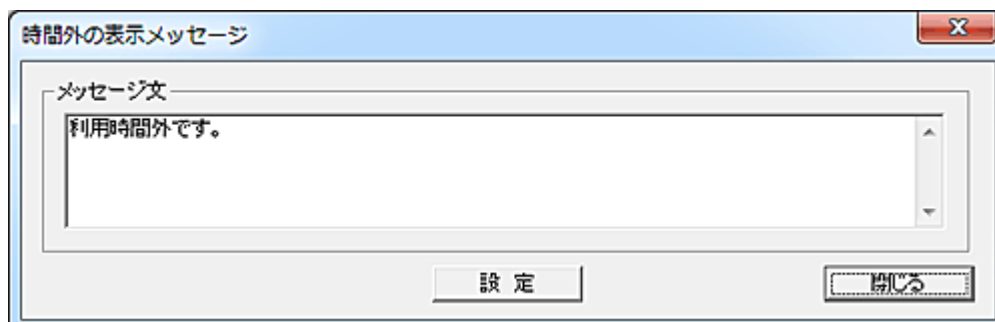 時間外の表示メッセージ
メッセージ文
利用時間外です。
設 定
閉じる